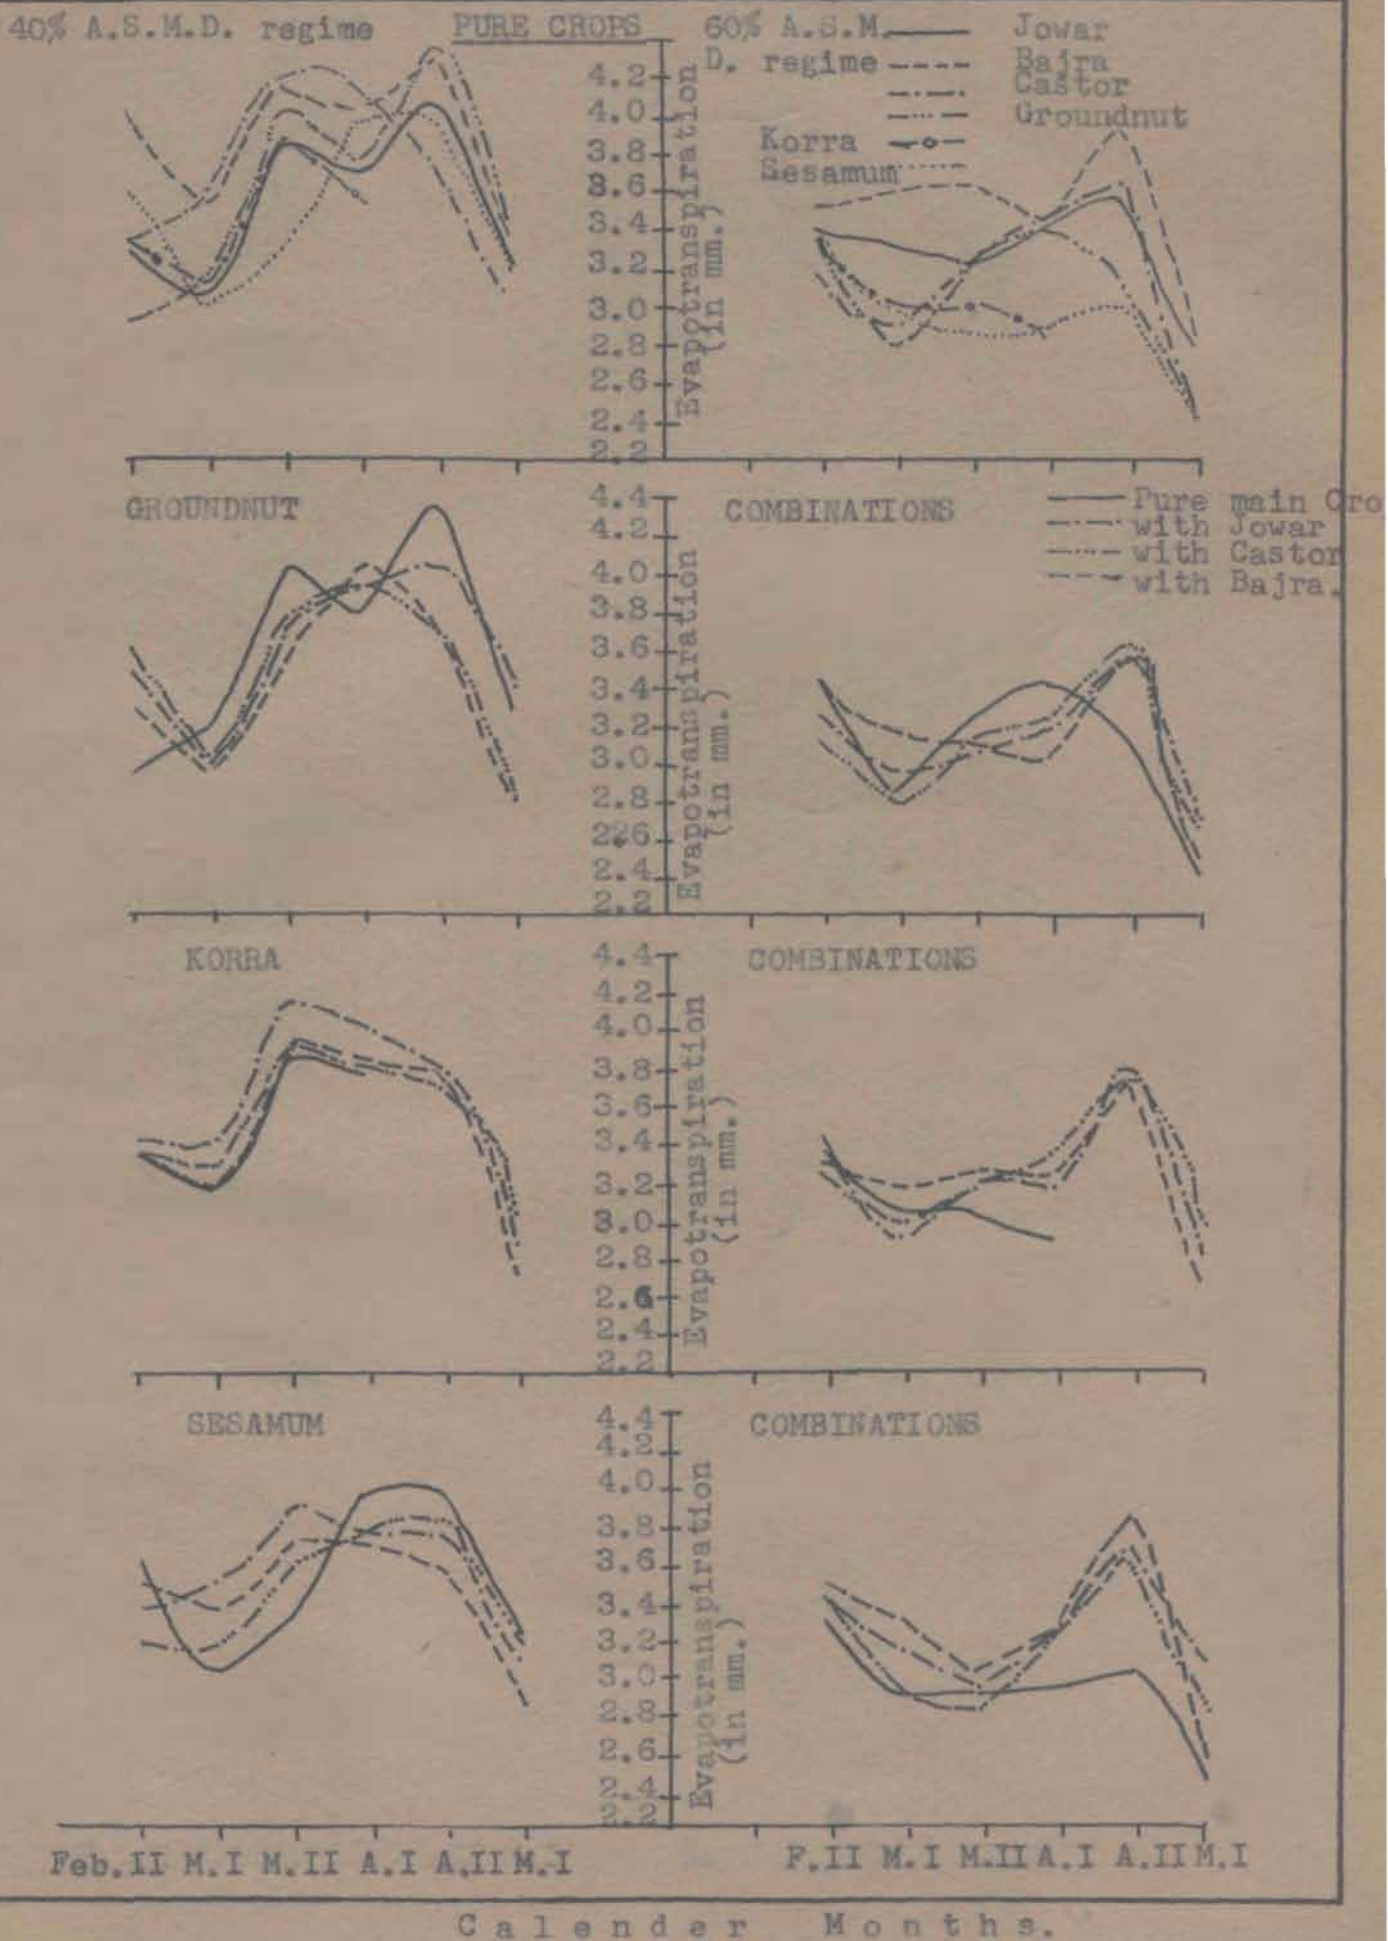 40% A.S.M.D. regime PURE CROPS 60% A.S.M. Jowar
D. regime Bajra
Castor
Groundnut
Korra
Sesamum
4.2
4.0
3.8
3.6
3.4
3.2
3.0
2.8
2.6
2.4
2.2
Evapotranspiration
(in mm.)
GROUNDNUT COMBINATIONS
Pure main Cro
with Jowar
with Castor
with Bajra.
4.4
4.2
4.0
3.8
3.6
3.4
3.2
3.0
2.8
2.6
2.4
2.2
Evapotranspiration
(in mm.)
KORRA COMBINATIONS
4.4
4.2
4.0
3.8
3.6
3.4
3.2
3.0
2.8
2.6
2.4
2.2
Evapotranspiration
(in mm.)
SESAMUM COMBINATIONS
4.4
4.2
4.0
3.8
3.6
3.4
3.2
3.0
2.8
2.6
2.4
2.2
Evapotranspiration
(in mm.)
Feb.II M.I M.II A.I A.II M.I F.II M.I M.II A.I A.II M.I
Calender Months.